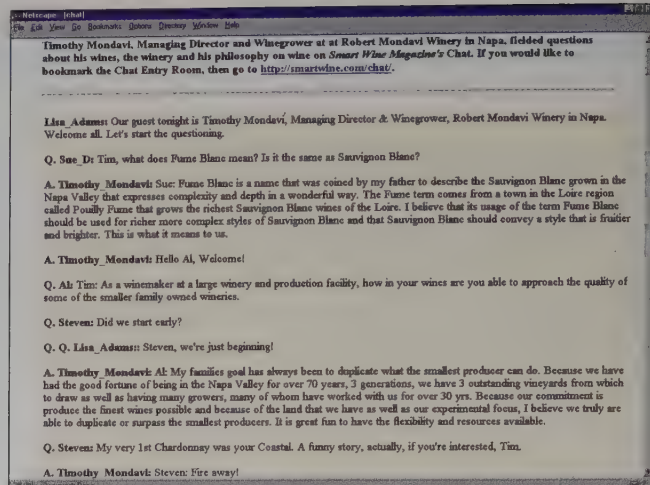 Netscape [chat]
File Edit View Go Bookmarks Options Directory Window Help
Timothy Mondavi, Managing Director and Winegrower at at Robert Mondavi Winery in Napa, fielded questions
about his wines, the winery and his philosophy on wine on Smart Wine Magazine's Chat. If you would like to
bookmark the Chat Entry Room, then go to http://smartwine.com/chat/.
Lisa_Adams: Our guest tonight is Timothy Mondavi, Managing Director & Winegrower, Robert Mondavi Winery in Napa.
Welcome all. Let's start the questioning.
Q. Sue_D: Tim, what does Fume Blanc mean? Is it the same as Sauvignon Blanc?
A. Timothy_Mondavi: Sue: Fume Blanc is a name that was coined by my father to describe the Sauvignon Blanc grown in the
Napa Valley that expresses complexity and depth in a wonderful way. The Fume term comes from a town in the Loire region
called Pouilly Fume that grows the richest Sauvignon Blanc wines of the Loire. I believe that its usage of the term Fume Blanc
should be used for richer more complex styles of Sauvignon Blanc and that Sauvignon Blanc should convey a style that is fruitier
and brighter. This is what it means to us.
A. Timothy_Mondavi: Hello Al, Welcome!
Q. Al: Tim: As a winemaker at a large winery and production facility, how in your wines are you able to approach the quality of
some of the smaller family owned wineries.
Q. Steven: Did we start early?
Q. Q. Lisa_Adams:: Steven, we're just beginning!
A. Timothy_Mondavi: Al: My families goal has always been to duplicate what the smallest producer can do. Because we have
had the good fortune of being in the Napa Valley for over 70 years, 3 generations, we have 3 outstanding vineyards from which
to draw as well as having many growers, many of whom have worked with us for over 30 yrs. Because our commitment is
produce the finest wines possible and because of the land that we have as well as our experimental focus, I believe we truly are
able to duplicate or surpass the smallest producers. It is great fun to have the flexibility and resources available.
Q. Steven: My very 1st Chardonnay was your Coastal. A funny story, actually, if you're interested, Tim.
A. Timothy_Mondavi: Steven: Fire away!